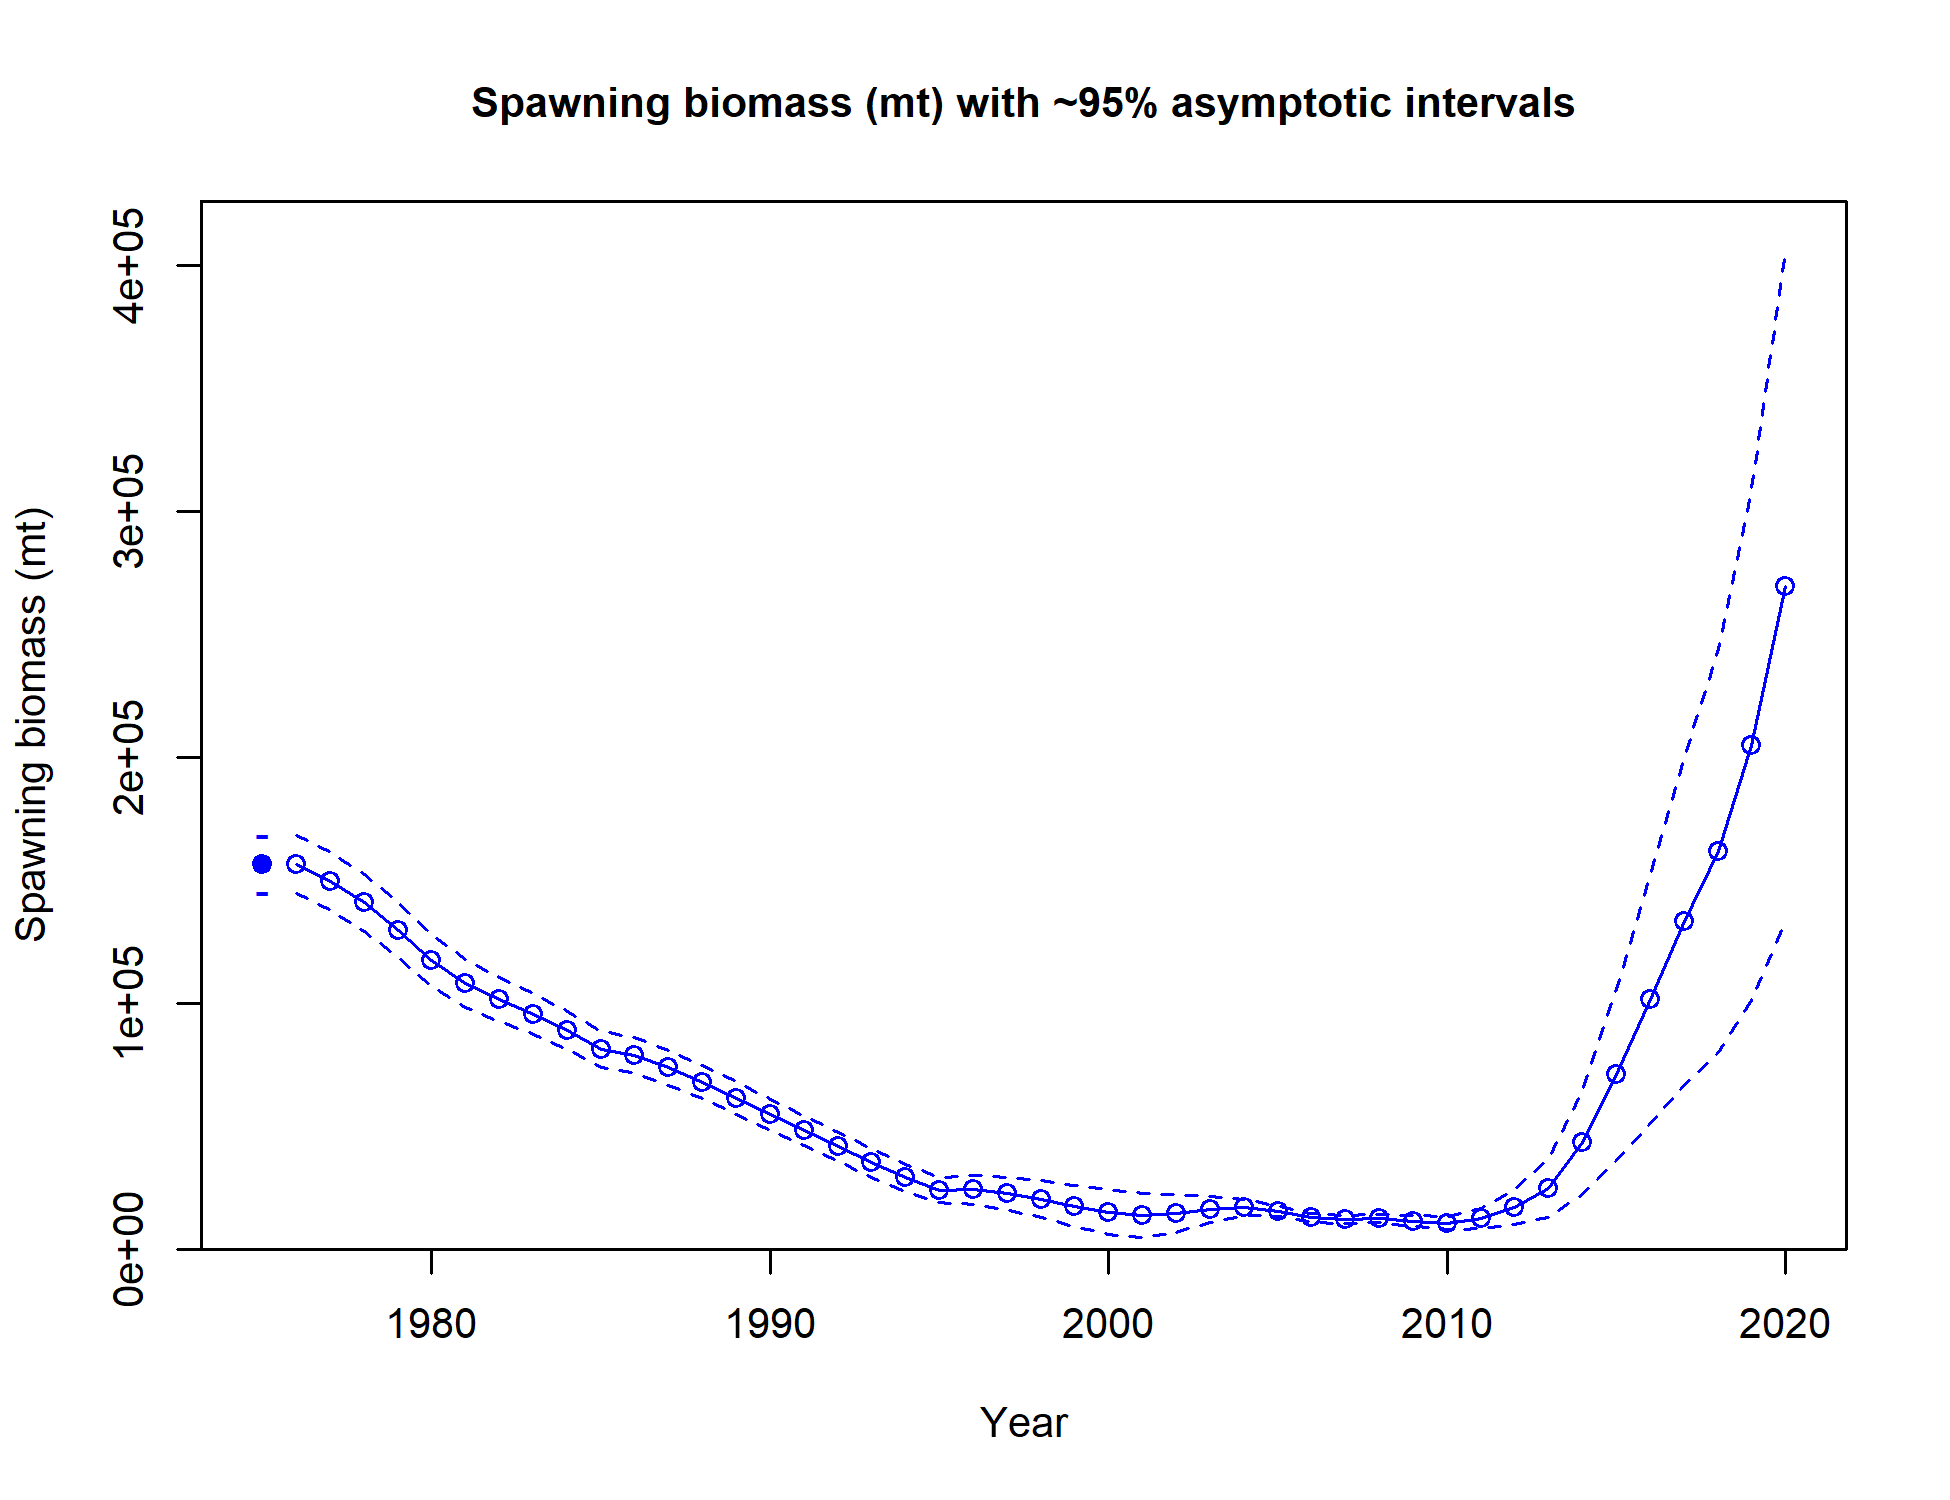 Spawning biomass (mt) with ~95% asymptotic intervals
Spawning biomass (mt)
4e+05
3e+05
2e+05
1e+05
0e+00
1980
1990
2000
2010
2020
Year